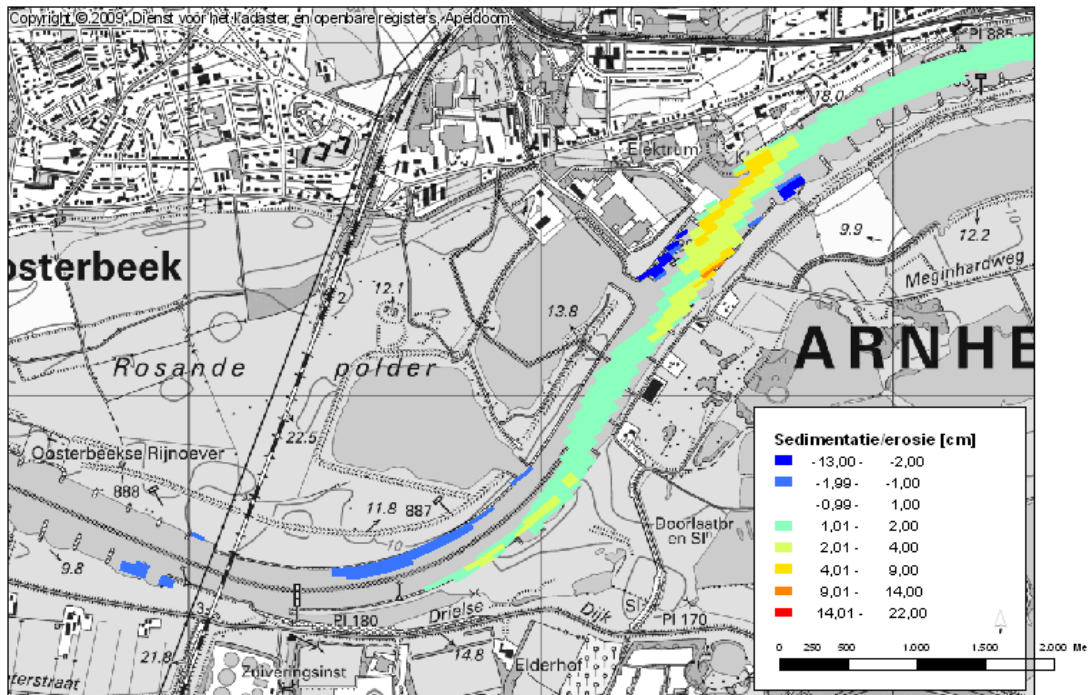 Copyright, © 2009, Dienst voor het kadaster en openbare registers, Apeldoorn.
PI 885
18.0
Elektrum
9.9
12.2
Meginhardweg
osterbeek
2
12.1
13.8
ARNHE
Rosande polder
22.5
Oosterbeekse Rijnoever
888
11.8
887
10
Doorlaatbr
en Sl
9.8
3
Drielse Dijk
PI 180
Sl
PI 170
21.8
Zuiveringsinst
14.8
Elderhof
terstraat
Sedimentatie/erosie [cm]
-13,00 - -2,00
-1,99 - -1,00
-0,99 1,00
1,01 - 2,00
2,01 - 4,00
4,01 - 9,00
9,01 - 14,00
14,01 - 22,00
0 250 500 1.000 1.500 2.000 Me